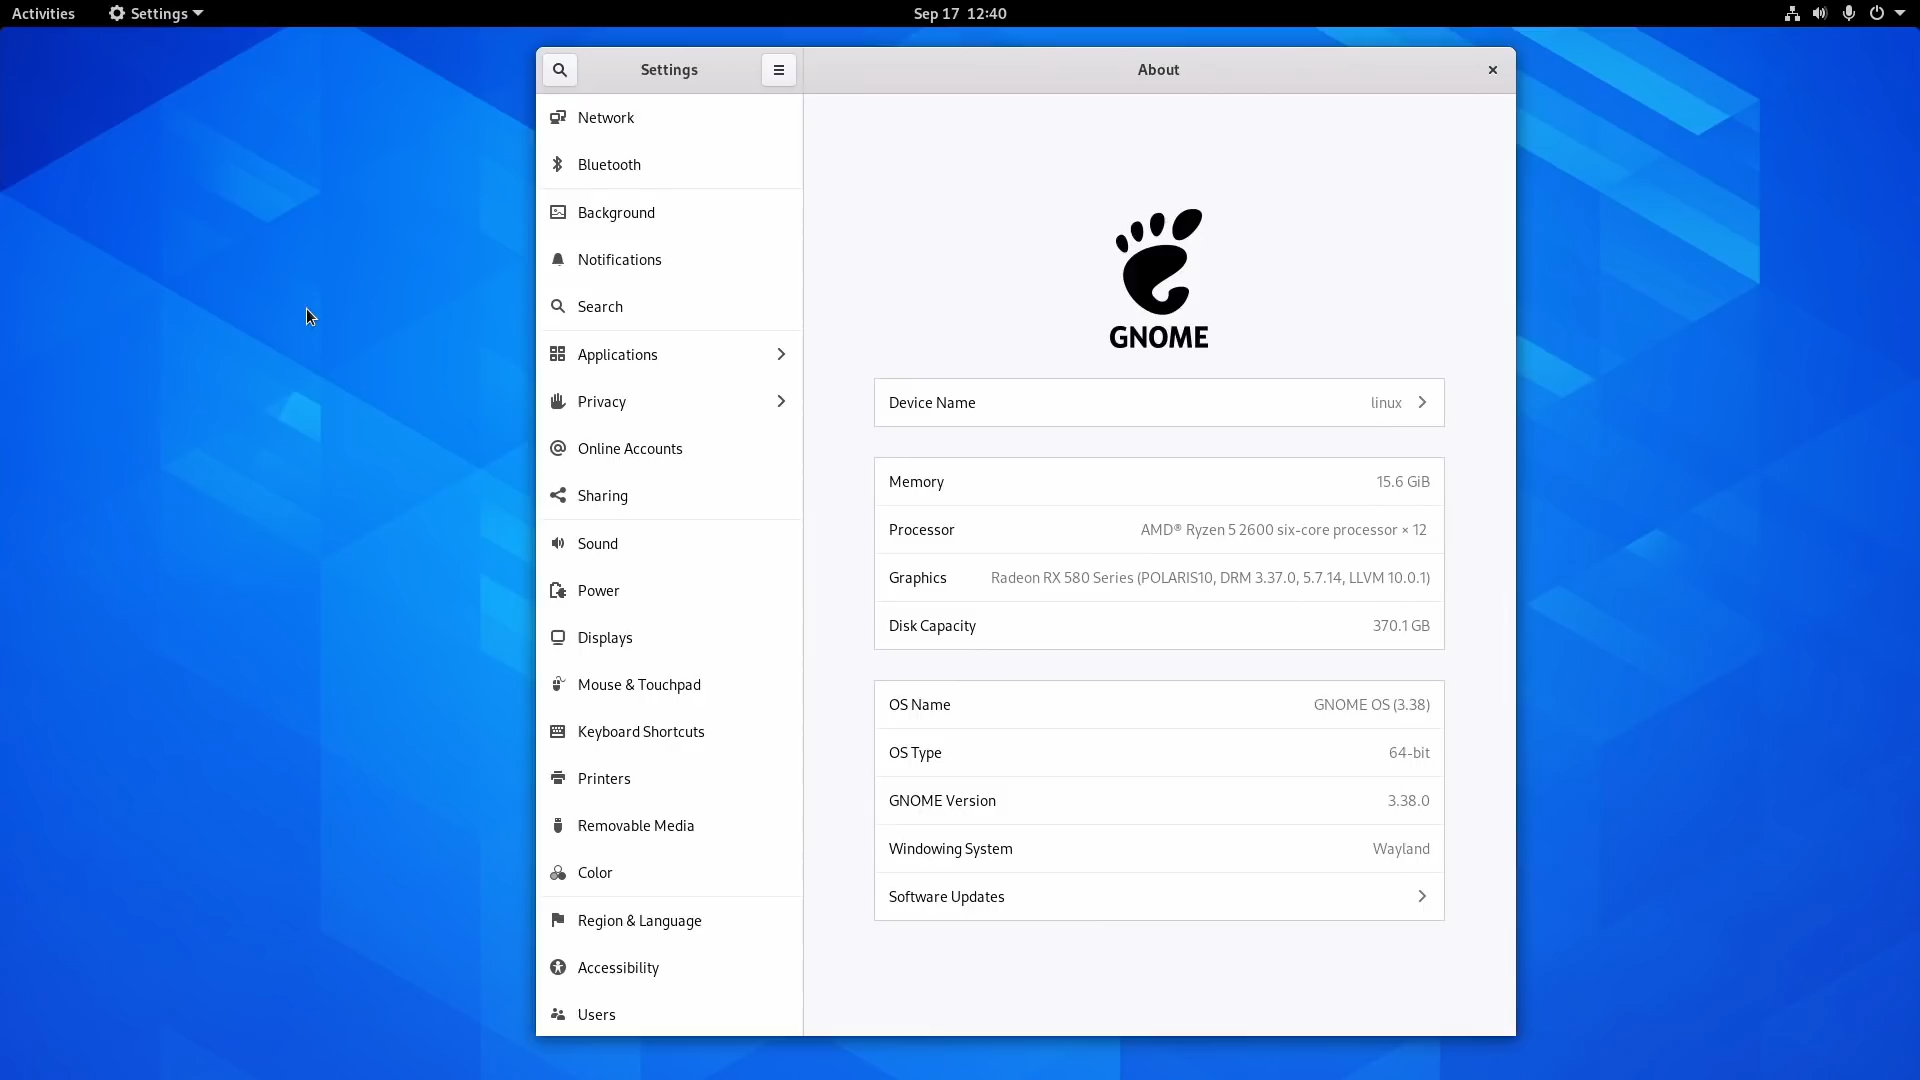 Activities
Settings
Sep 17 12:40
Settings
About
Network
Bluetooth
Background
Notifications
Search
Applications
Privacy
Online Accounts
Sharing
Sound
Power
Displays
Mouse & Touchpad
Keyboard Shortcuts
Printers
Removable Media
Color
Region & Language
Accessibility
Users
GNOME
Device Name linux
Memory 15.6 GiB
Processor AMD® Ryzen 5 2600 six-core processor × 12
Graphics Radeon RX 580 Series (POLARIS10, DRM 3.37.0, 5.7.14, LLVM 10.0.1)
Disk Capacity 370.1 GB
OS Name GNOME OS (3.38)
OS Type 64-bit
GNOME Version 3.38.0
Windowing System Wayland
Software Updates